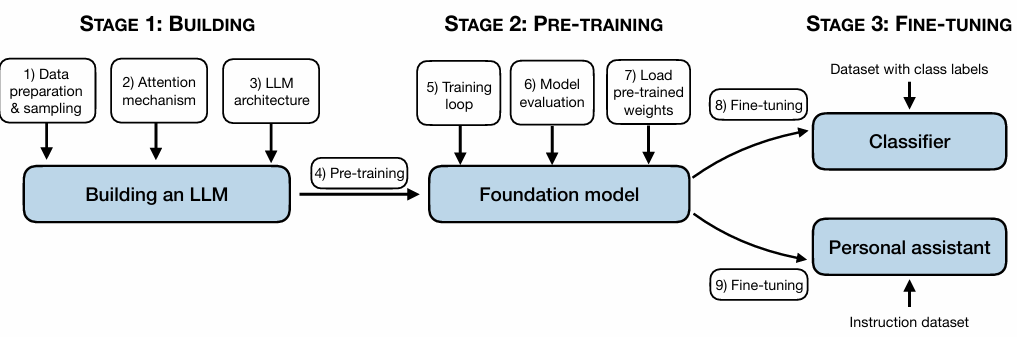 STAGE 1: BUILDING
STAGE 2: PRE-TRAINING
STAGE 3: FINE-TUNING
1) Data
preparation
& sampling
2) Attention
mechanism
3) LLM
architecture
4) Pre-training
Building an LLM
5) Training
loop
6) Model
evaluation
7) Load
pre-trained
weights
Foundation model
8) Fine-tuning
Dataset with class labels
Classifier
Personal assistant
9) Fine-tuning
Instruction dataset